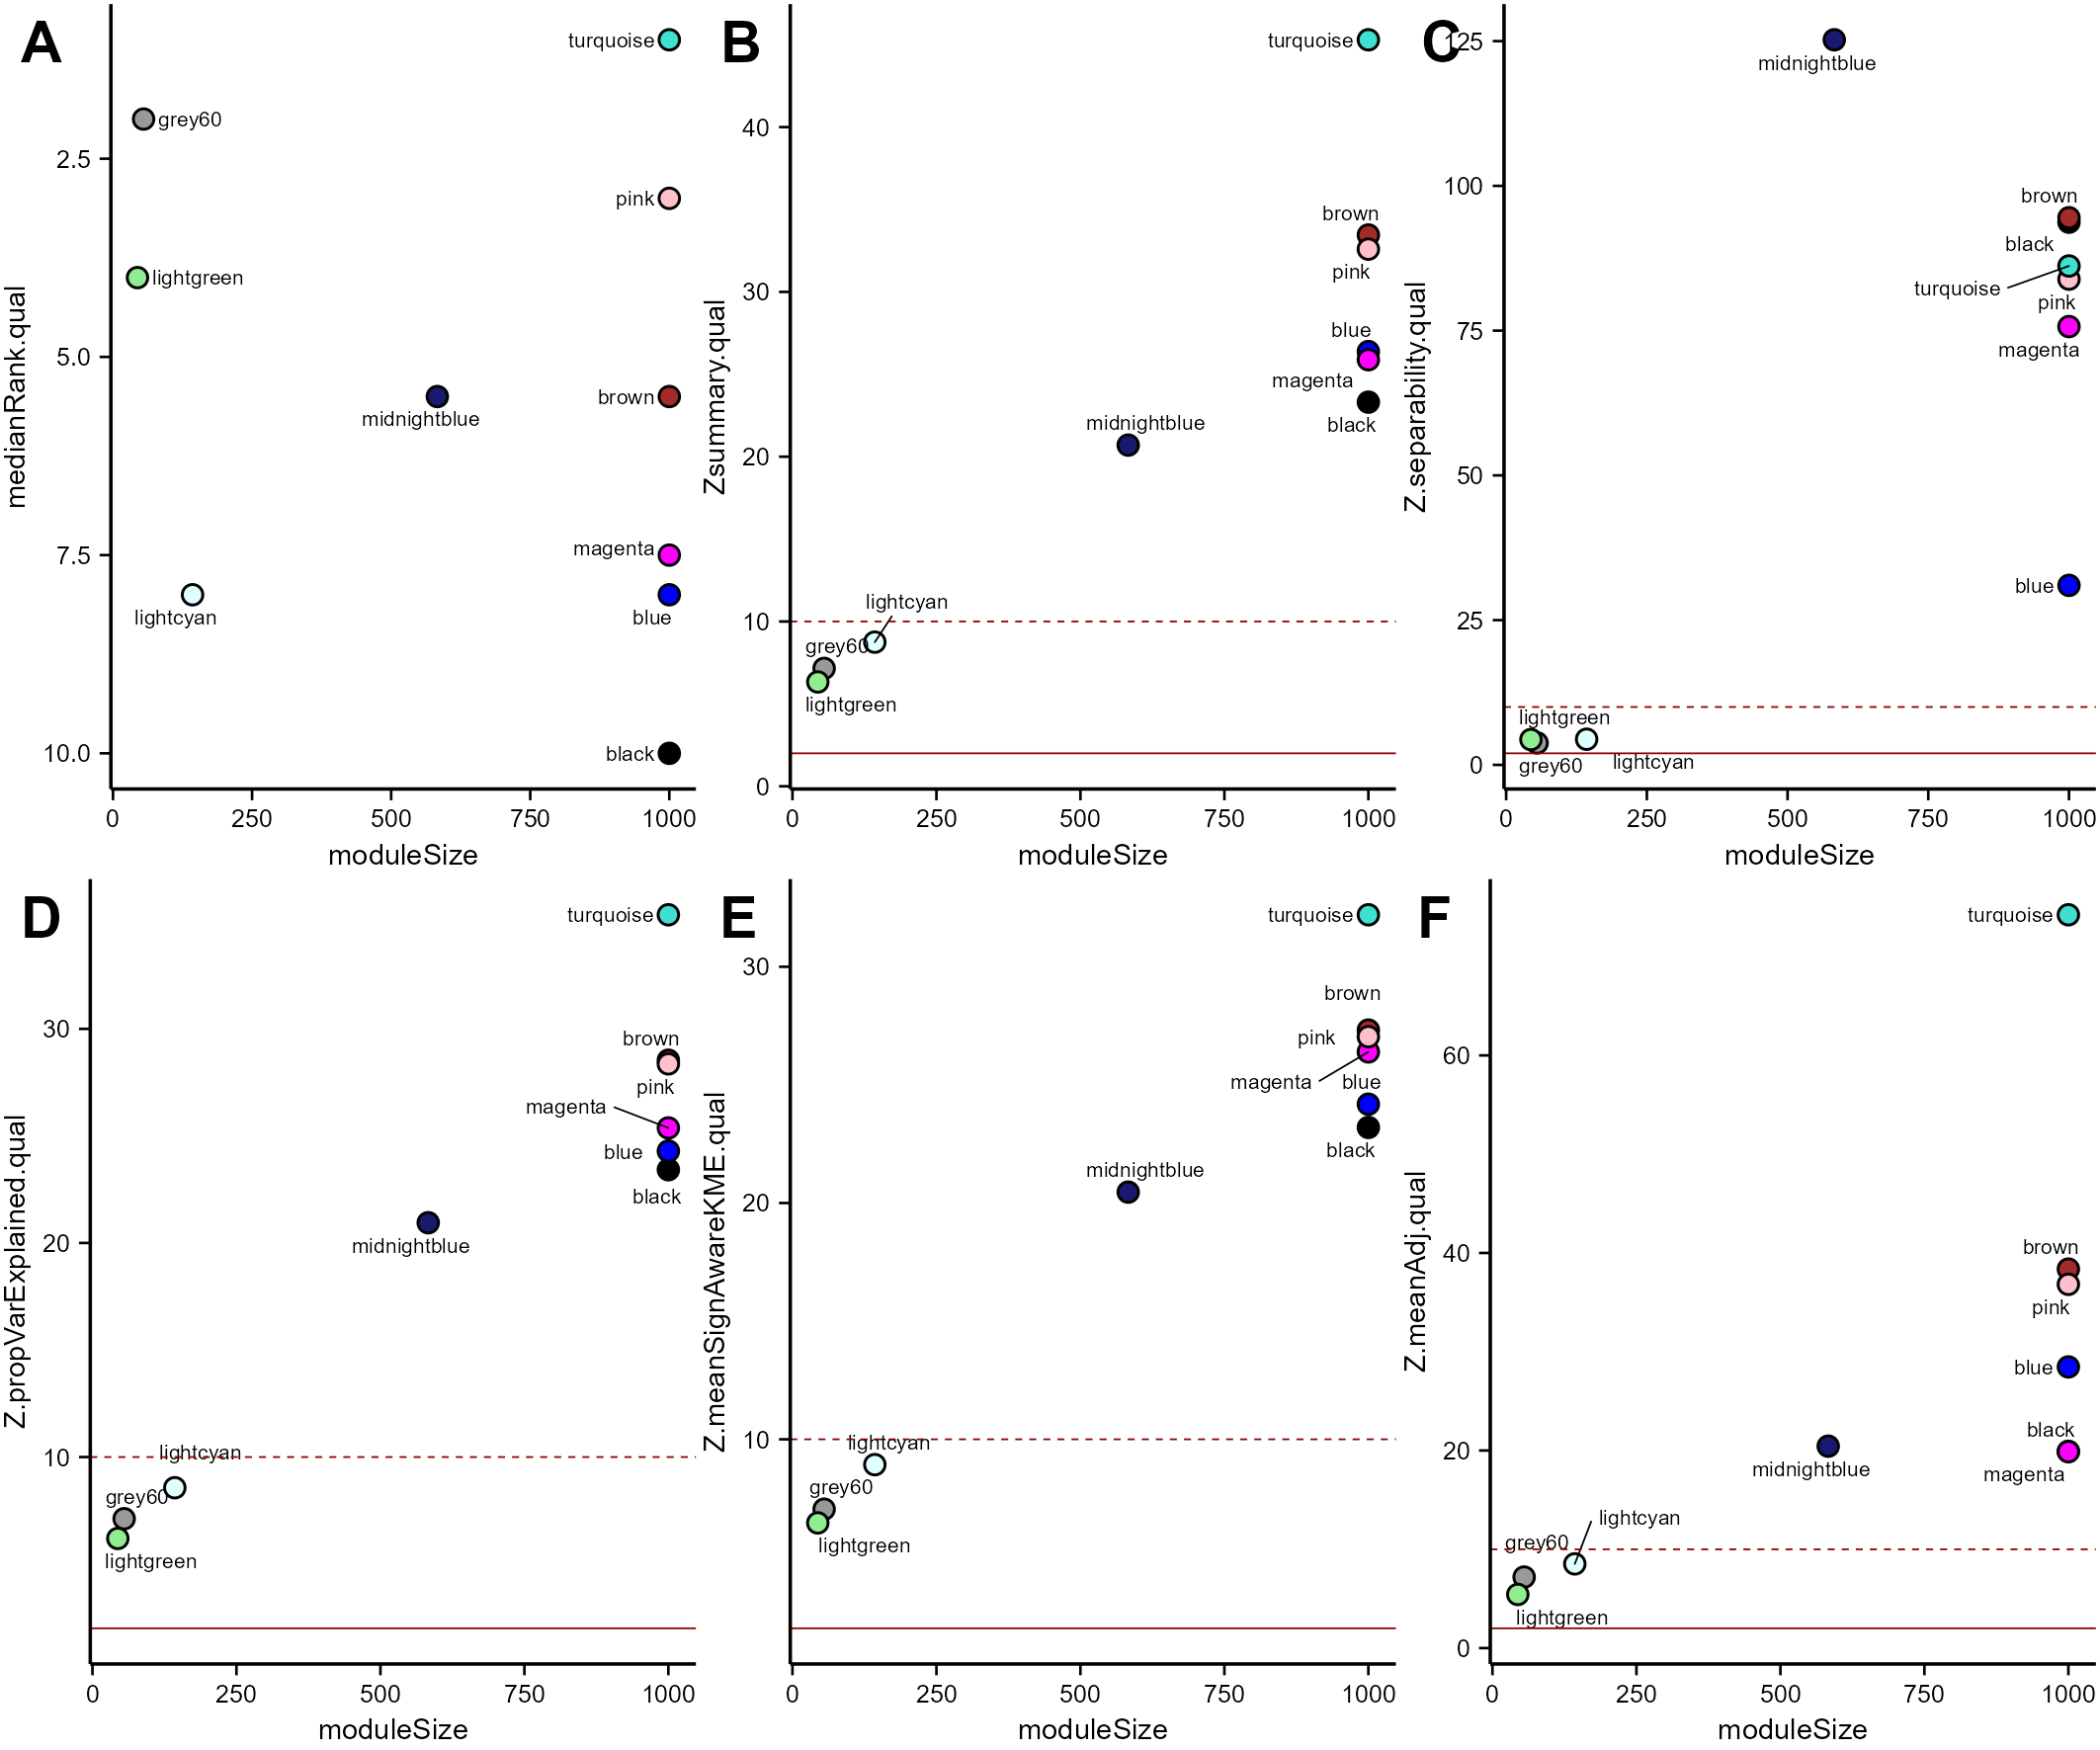 A
medianRank.qual
2.5
5.0
7.5
10.0
turquoise
grey60
pink
lightgreen
brown
midnightblue
magenta
lightcyan
blue
black
0 250 500 750 1000
moduleSize
B
Zsummary.qual
40
30
20
10
0
turquoise
brown
pink
blue
magenta
black
midnightblue
lightcyan
grey60
lightgreen
0 250 500 750 1000
moduleSize
C
Z.separability.qual
125
100
75
50
25
0
midnightblue
brown
black
turquoise
pink
magenta
blue
lightgreen
grey60
lightcyan
0 250 500 750 1000
moduleSize
D
Z.propVarExplained.qual
30
20
10
turquoise
brown
pink
magenta
blue
black
midnightblue
lightcyan
grey60
lightgreen
0 250 500 750 1000
moduleSize
E
Z.meanSignAwareKME.qual
30
20
10
turquoise
brown
pink
magenta
blue
black
midnightblue
lightcyan
grey60
lightgreen
0 250 500 750 1000
moduleSize
F
Z.meanAdj.qual
60
40
20
0
turquoise
brown
pink
blue
black
midnightblue
magenta
lightcyan
grey60
lightgreen
0 250 500 750 1000
moduleSize